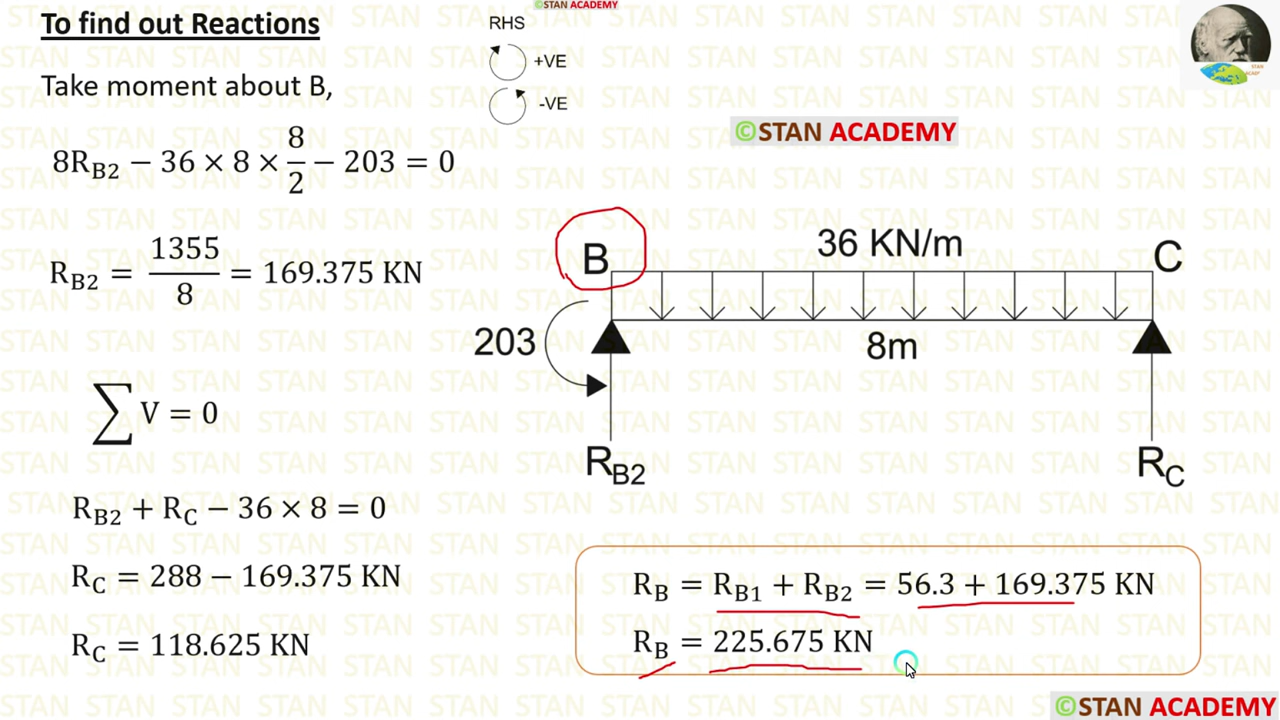 ©STAN ACADEMY
To find out Reactions
RHS
+VE
-VE
Take moment about B,
©STAN ACADEMY
8R_B2 − 36 × 8 × 8/2 − 203 = 0
R_B2 = 1355/8 = 169.375 KN
B
36 KN/m
C
203
8m
∑ V = 0
R_B2
R_C
R_B2 + R_C − 36 × 8 = 0
R_C = 288 − 169.375 KN
R_C = 118.625 KN
R_B = R_B1 + R_B2 = 56.3 + 169.375 KN
R_B = 225.675 KN
©STAN ACADEMY